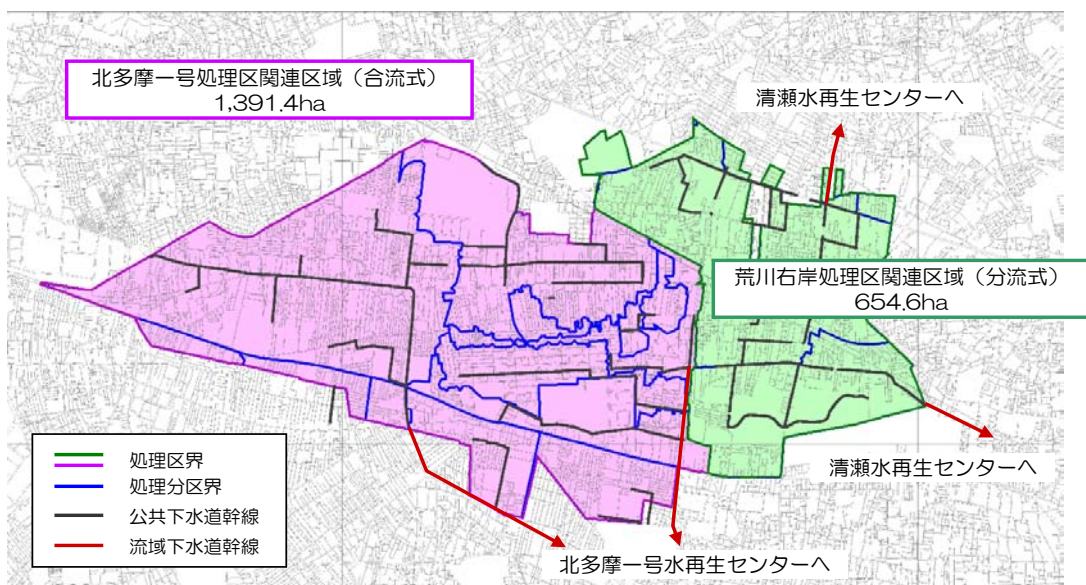 北多摩一号処理区関連区域（合流式）
1,391.4ha
清瀬水再生センターへ
荒川右岸処理区関連区域（分流式）
654.6ha
処理区界
処理分区界
公共下水道幹線
流域下水道幹線
清瀬水再生センターへ
北多摩一号水再生センターへ